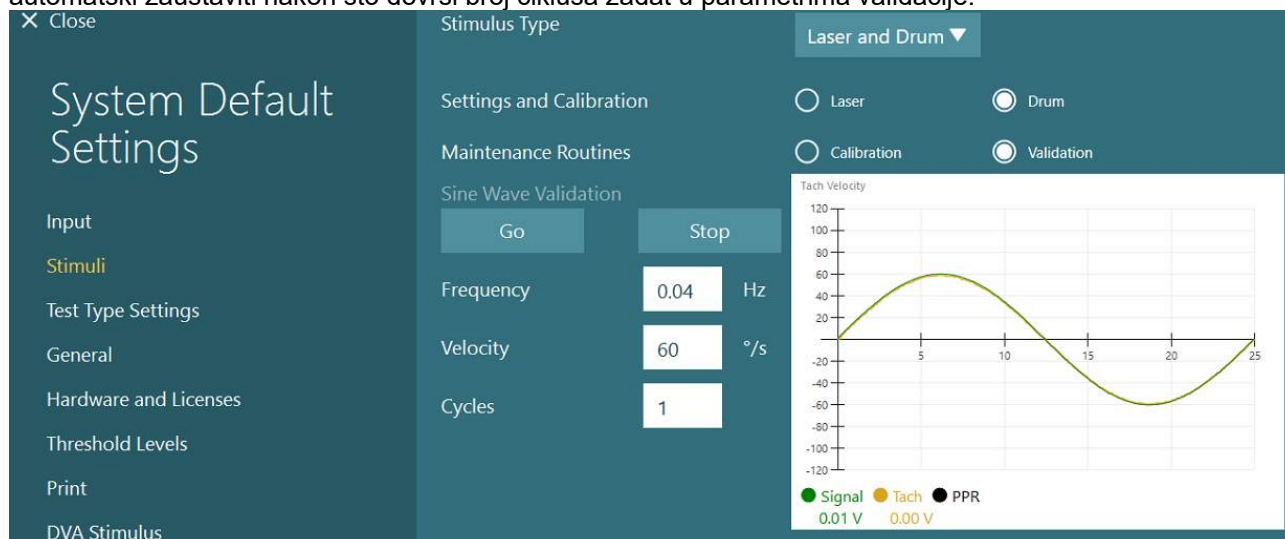 automatski zaustaviti nakon što dovrši broj ciklusa zadat u parametrima validacije.
✕ Close
System Default
Settings
Input
Stimuli
Test Type Settings
General
Hardware and Licenses
Threshold Levels
Print
DVA Stimulus
Stimulus Type
Laser and Drum ▼
Settings and Calibration
Laser
Drum
Maintenance Routines
Calibration
Validation
Sine Wave Validation
Go
Stop
Frequency
0.04
Hz
Velocity
60
°/s
Cycles
1
Tach Velocity
120
100
80
60
40
20
-20
-40
-60
-80
-100
-120
5
10
15
20
25
Signal
Tach
PPR
0.01 V
0.00 V